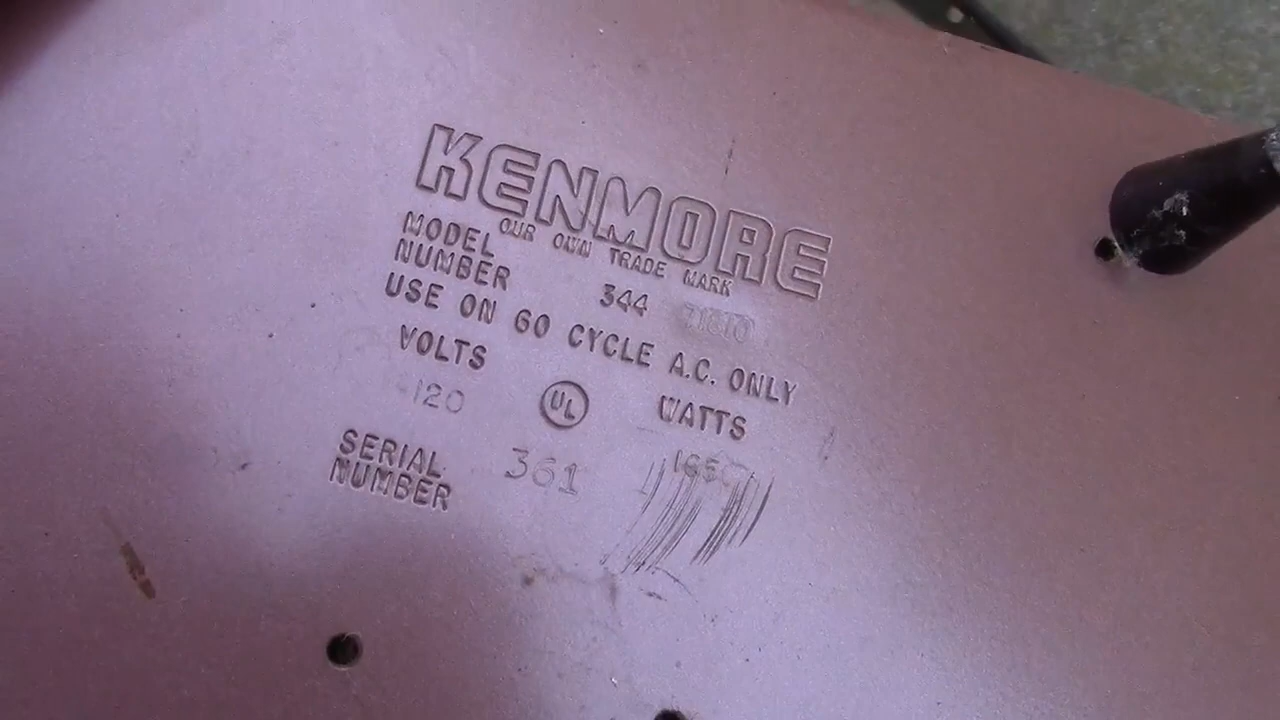 KENMORE
OUR OWN TRADE MARK
MODEL
NUMBER 344
USE ON 60 CYCLE A.C. ONLY
VOLTS WATTS
120 UL
SERIAL
NUMBER 361